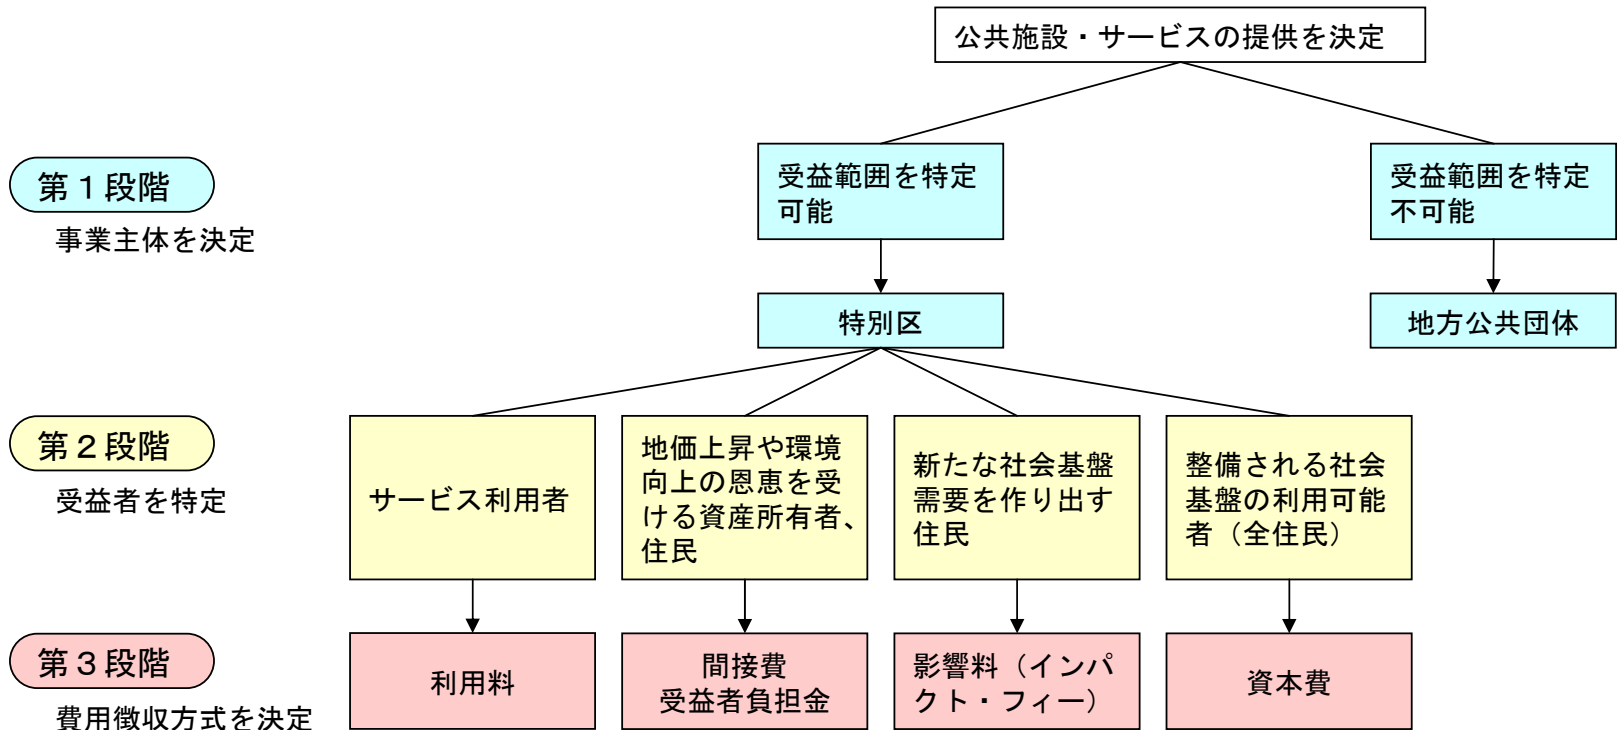 公共施設・サービスの提供を決定
第１段階
事業主体を決定
受益範囲を特定
可能
受益範囲を特定
不可能
特別区
地方公共団体
第２段階
受益者を特定
サービス利用者
地価上昇や環境
向上の恩恵を受
ける資産所有者、
住民
新たな社会基盤
需要を作り出す
住民
整備される社会
基盤の利用可能
者（全住民）
第３段階
費用徴収方式を決定
利用料
間接費
受益者負担金
影響料（インパ
クト・フィー）
資本費